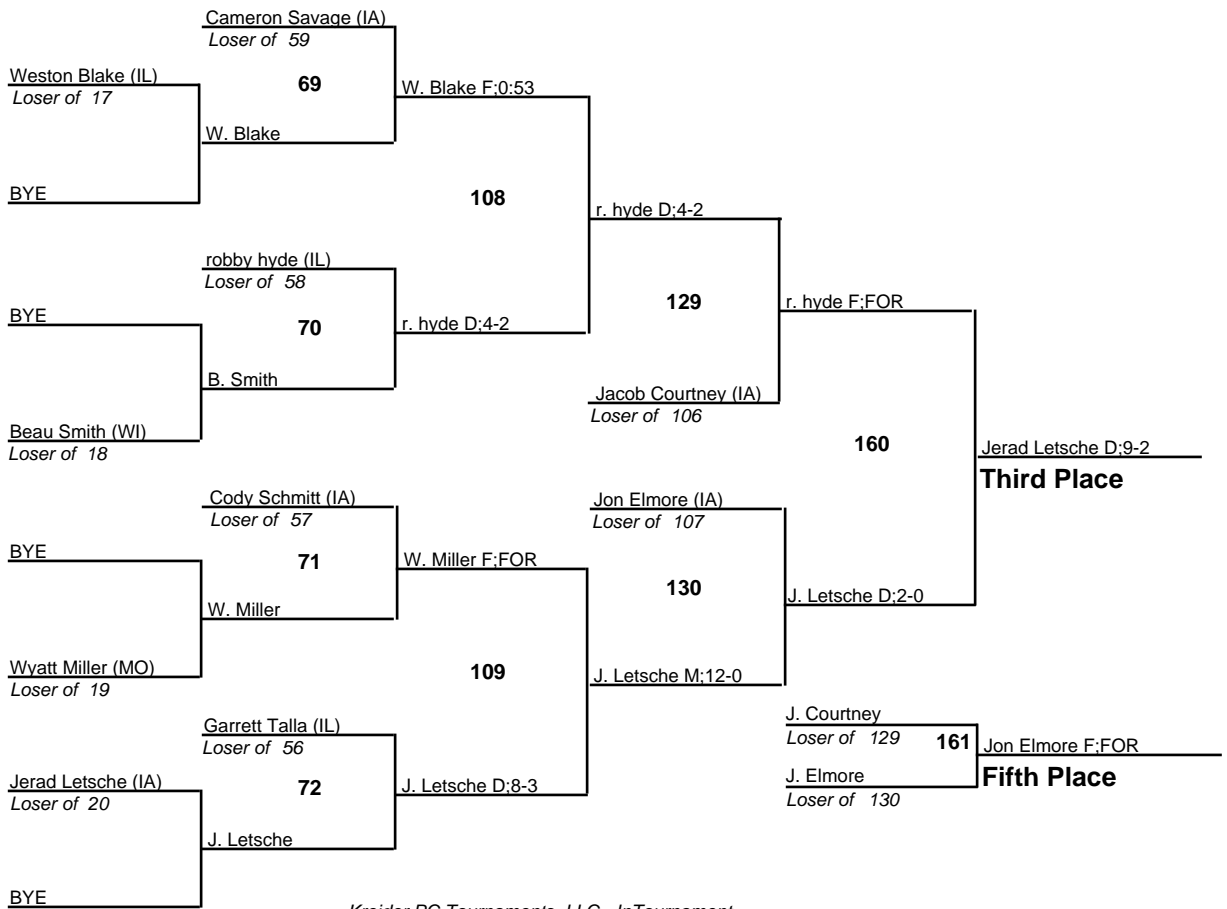 Cameron Savage (IA)
Loser of 59
Weston Blake (IL)
Loser of 17
69
W. Blake F;0:53
W. Blake
BYE
108
r. hyde D;4-2
robby hyde (IL)
Loser of 58
BYE
70
r. hyde D;4-2
129
r. hyde F;FOR
B. Smith
Jacob Courtney (IA)
Loser of 106
Beau Smith (WI)
Loser of 18
160
Jerad Letsche D;9-2
Third Place
Cody Schmitt (IA)
Loser of 57
Jon Elmore (IA)
Loser of 107
BYE
71
W. Miller F;FOR
130
J. Letsche D;2-0
W. Miller
Wyatt Miller (MO)
Loser of 19
109
J. Letsche M;12-0
Garrett Talla (IL)
Loser of 56
J. Courtney
Loser of 129
161
Jon Elmore F;FOR
Fifth Place
Jerad Letsche (IA)
Loser of 20
72
J. Letsche D;8-3
J. Elmore
Loser of 130
J. Letsche
BYE